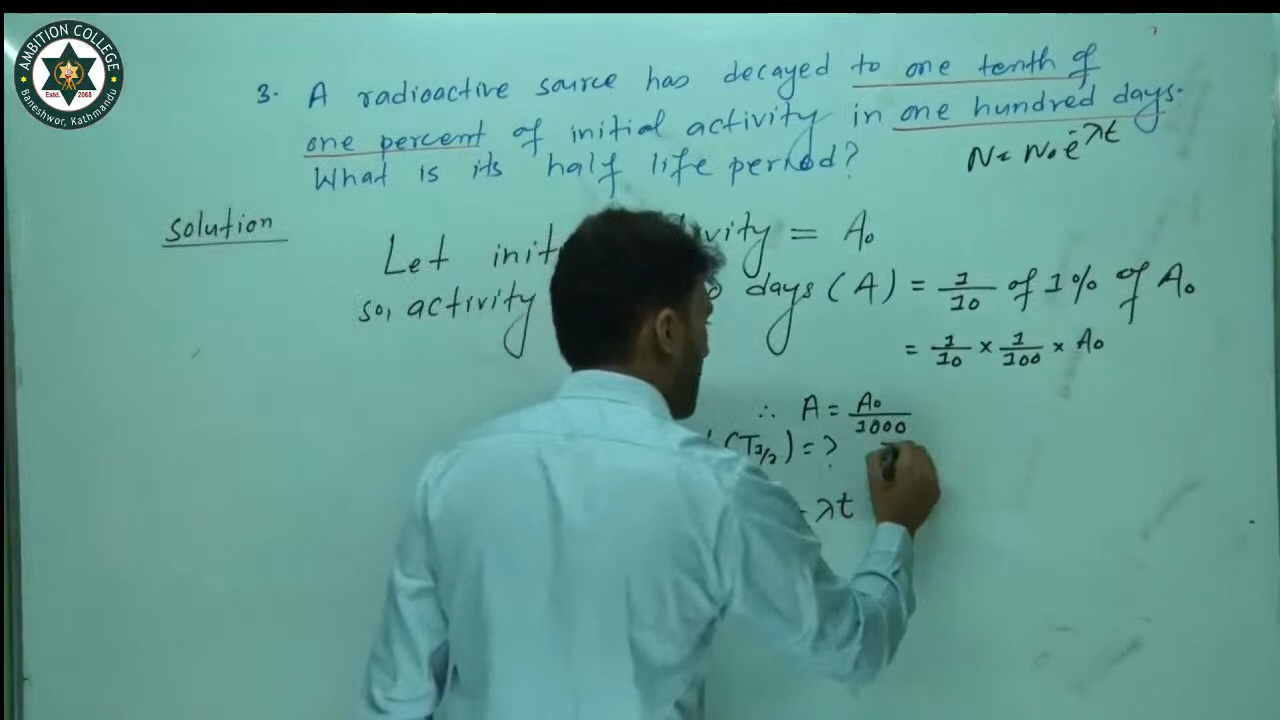 AMBITION COLLEGE
Estd. 2068
Baneshwor, Kathmandu
3. A radioactive source has decayed to one tenth of
one percent of initial activity in one hundred days.
N = N₀e^-λt
What is its half life period?
Solution
Let = A₀
so, activity days (A) = 1/10 of 1% of A₀
= 1/10 × 1/100 × A₀
∴ A = A₀/1000
(T1/2) = ?
- λt